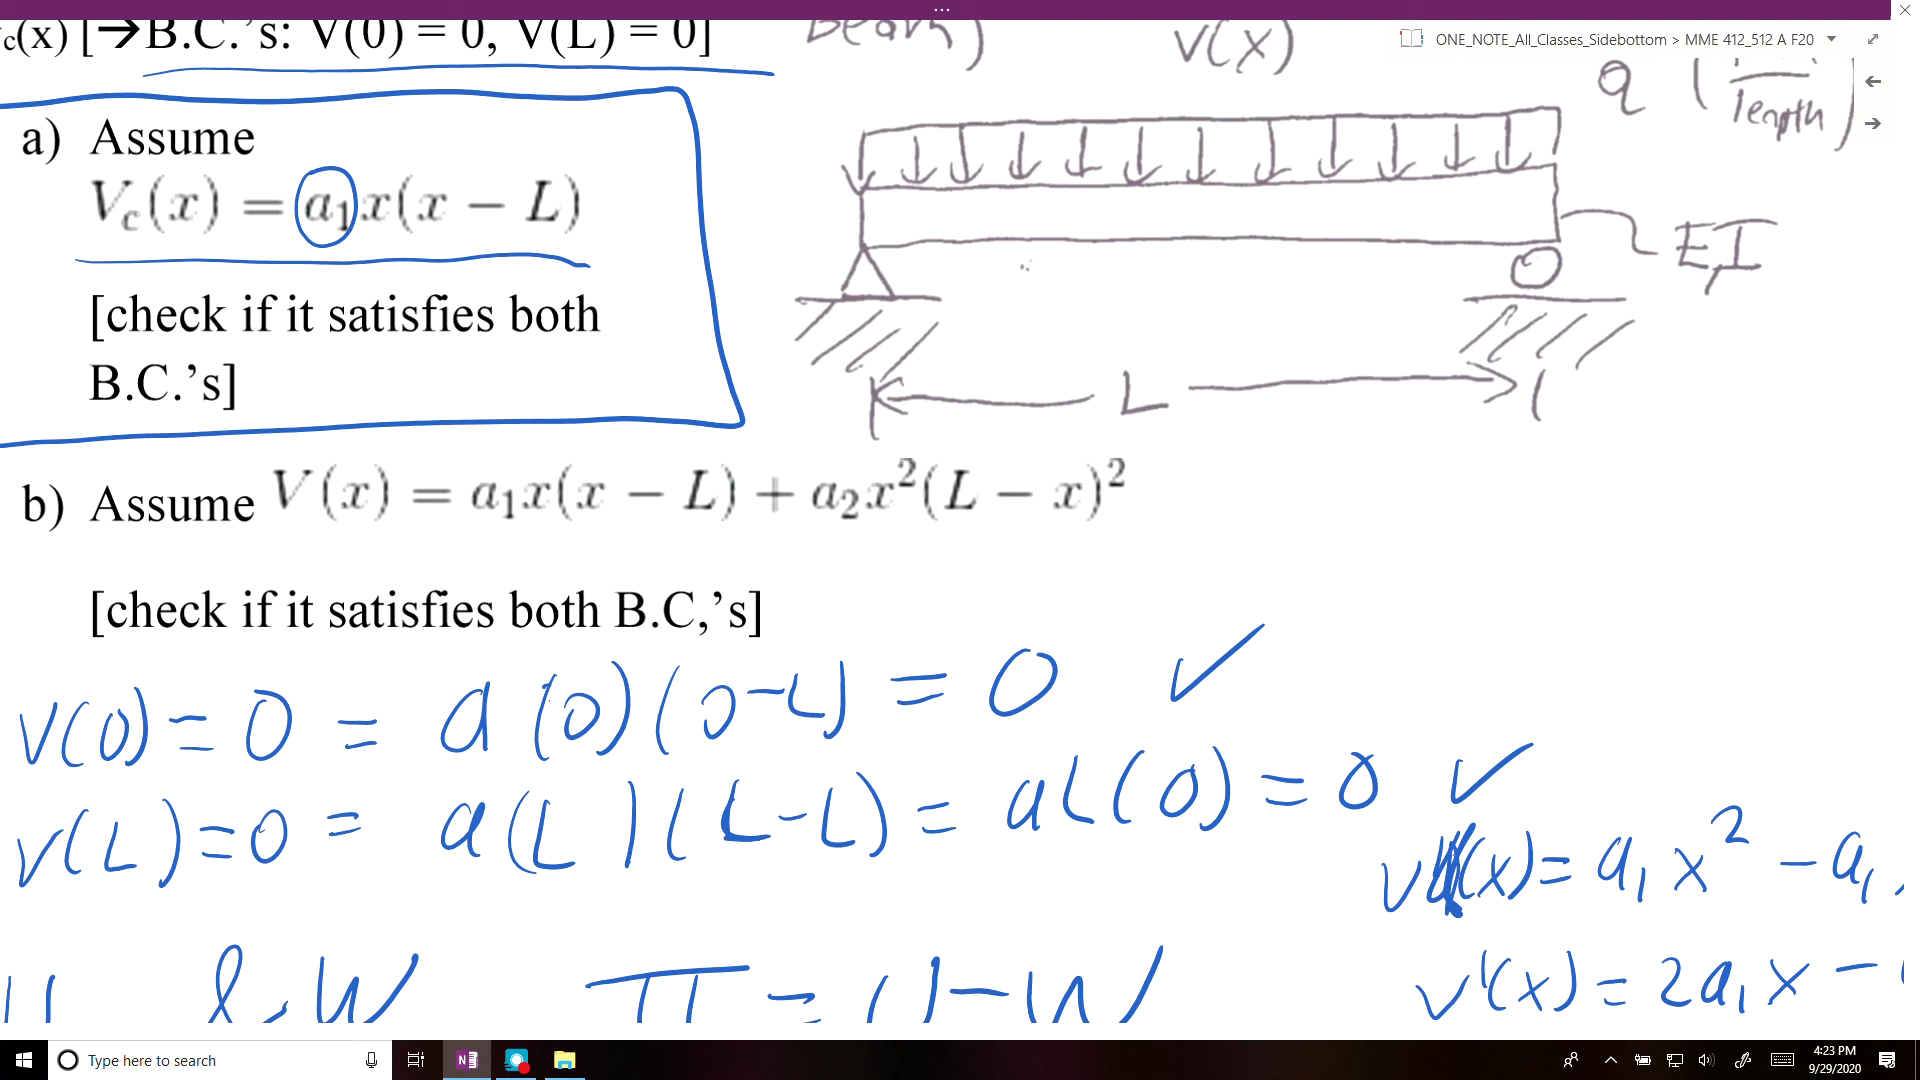 c(x) [→B.C.'s: V(0) = 0, V(L) = 0]
Beam)
v(x)
ONE_NOTE_All_Classes_Sidebottom > MME 412_512 A F20
q (
length)
a) Assume
V_c(x) = a₁x(x − L)
[check if it satisfies both
B.C.'s]
E, I
L
b) Assume V(x) = a₁x(x − L) + a₂x²(L − x)²
[check if it satisfies both B.C,'s]
V(0) = 0 = a(0)(0-L) = 0 ✓
V(L) = 0 = a(L)(L-L) = aL(0) = 0 ✓
v(x) = a₁x² − a₁
v'(x) = 2a₁x −
U & W π = U − W
Type here to search
4:23 PM
9/29/2020